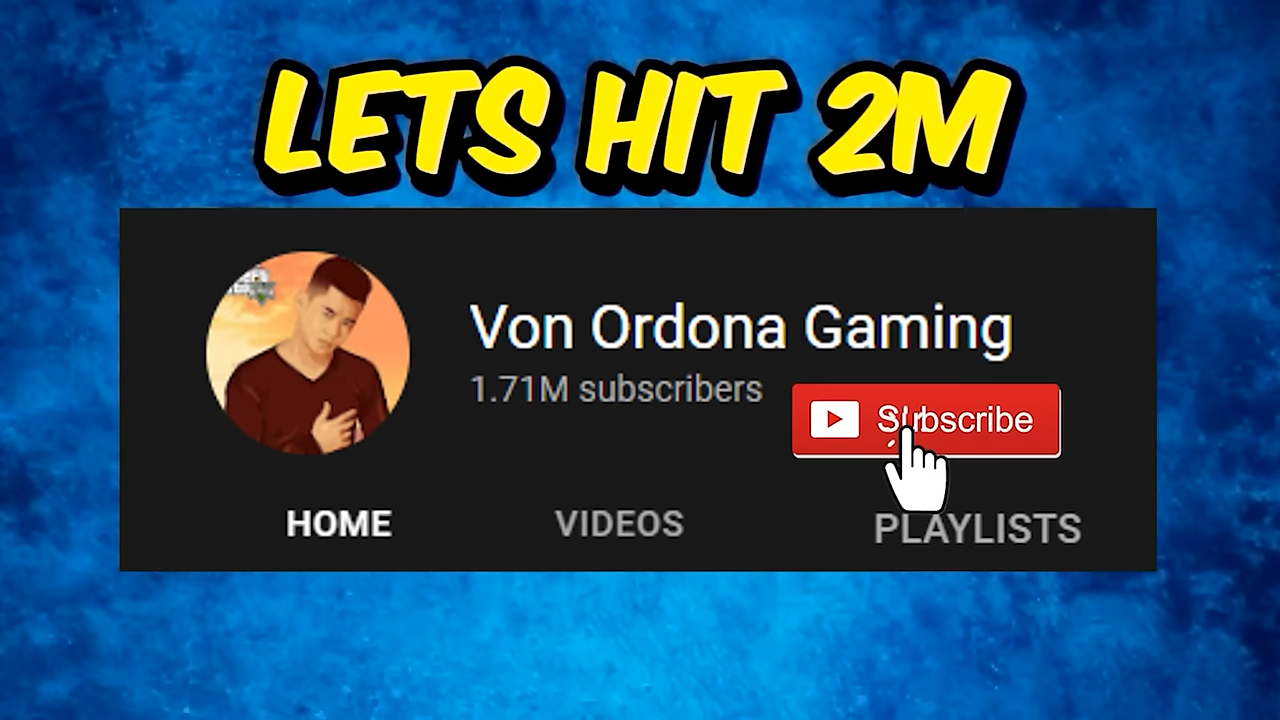 LETS HIT 2M
Von Ordona Gaming
1.71M subscribers
Subscribe
HOME VIDEOS PLAYLISTS